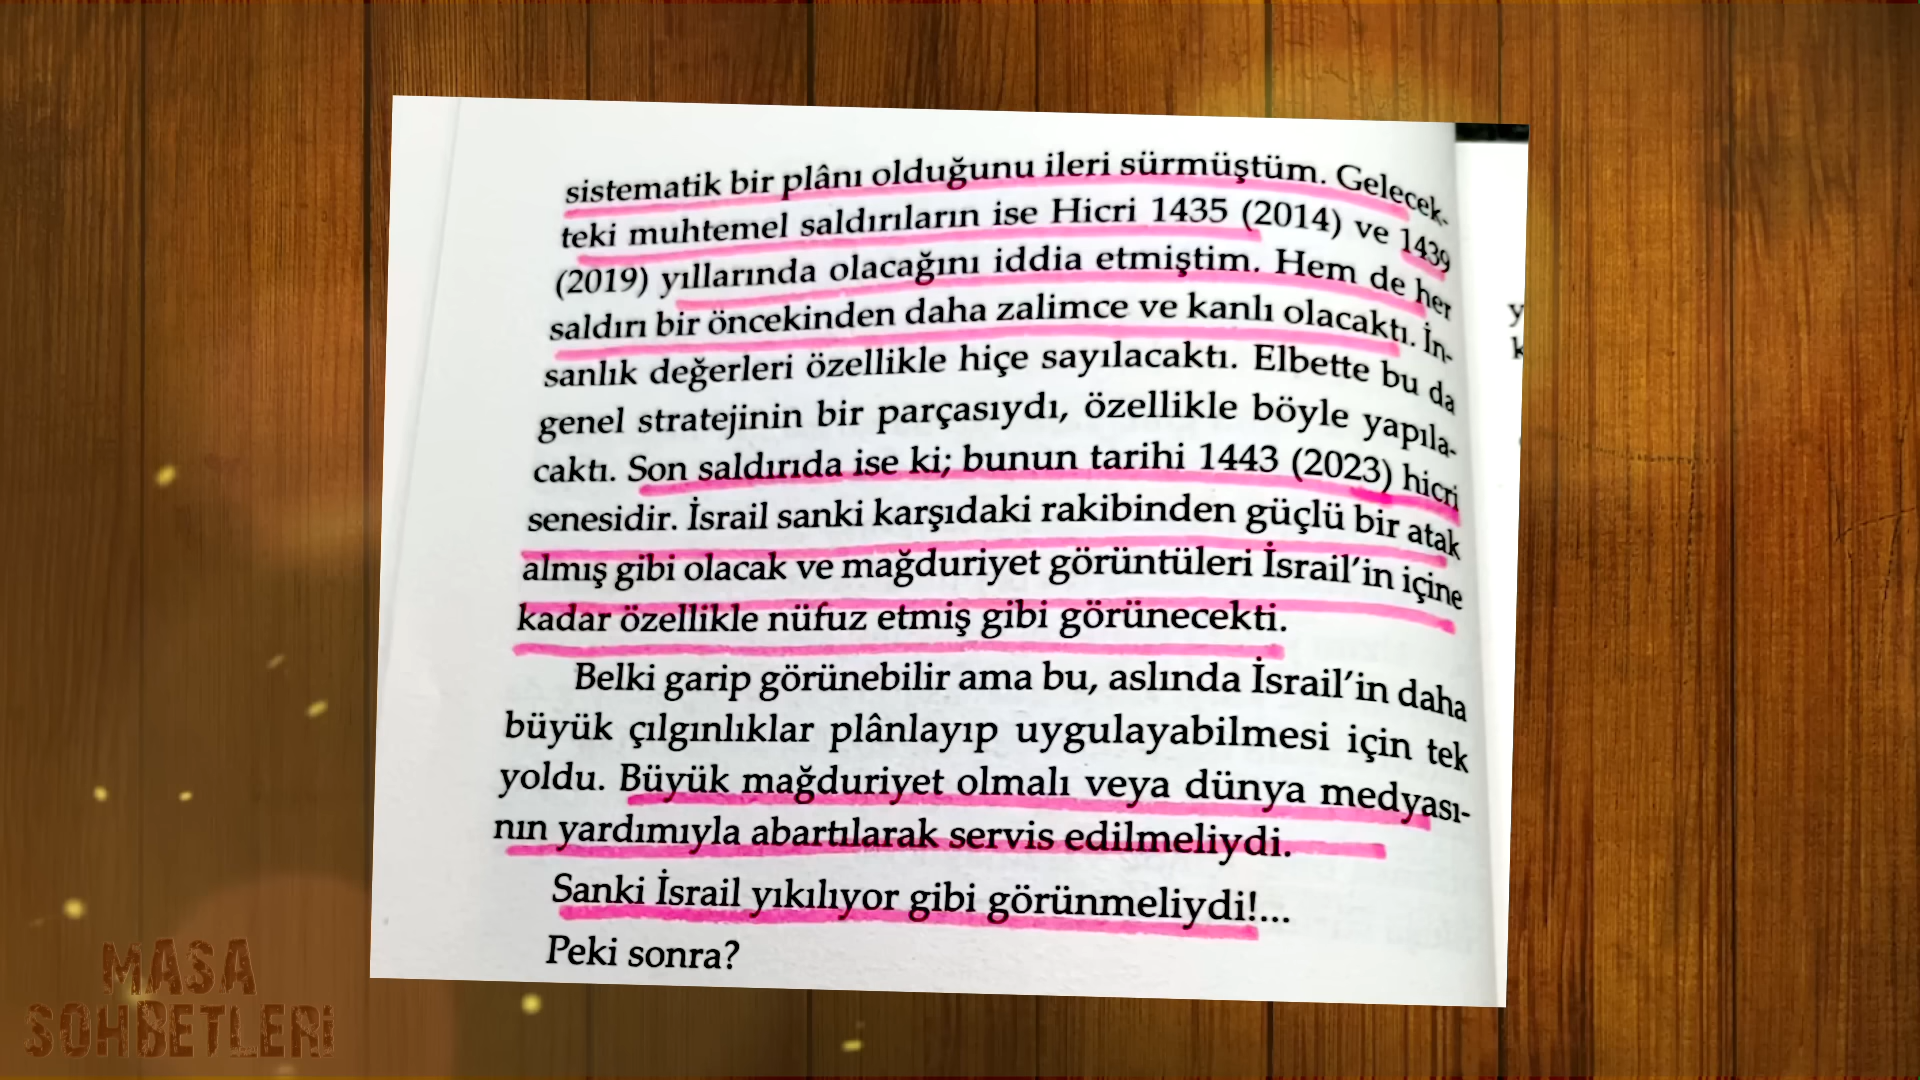 sistematik bir plânı olduğunu ileri sürmüştüm. Gelecek-
teki muhtemel saldırıların ise Hicri 1435 (2014) ve 1439
(2019) yıllarında olacağını iddia etmiştim. Hem de her
saldırı bir öncekinden daha zalimce ve kanlı olacaktı. İn-
sanlık değerleri özellikle hiçe sayılacaktı. Elbette bu da
genel stratejinin bir parçasıydı, özellikle böyle yapıla-
caktı. Son saldırıda ise ki; bunun tarihi 1443 (2023) hicri
senesidir. İsrail sanki karşıdaki rakibinden güçlü bir atak
almış gibi olacak ve mağduriyet görüntüleri İsrail'in içine
kadar özellikle nüfuz etmiş gibi görünecekti.
Belki garip görünebilir ama bu, aslında İsrail'in daha
büyük çılgınlıklar plânlayıp uygulayabilmesi için tek
yoldu. Büyük mağduriyet olmalı veya dünya medyası-
nın yardımıyla abartılarak servis edilmeliydi.
Sanki İsrail yıkılıyor gibi görünmeliydi!...
Peki sonra?
MASA
SOHBETLERİ